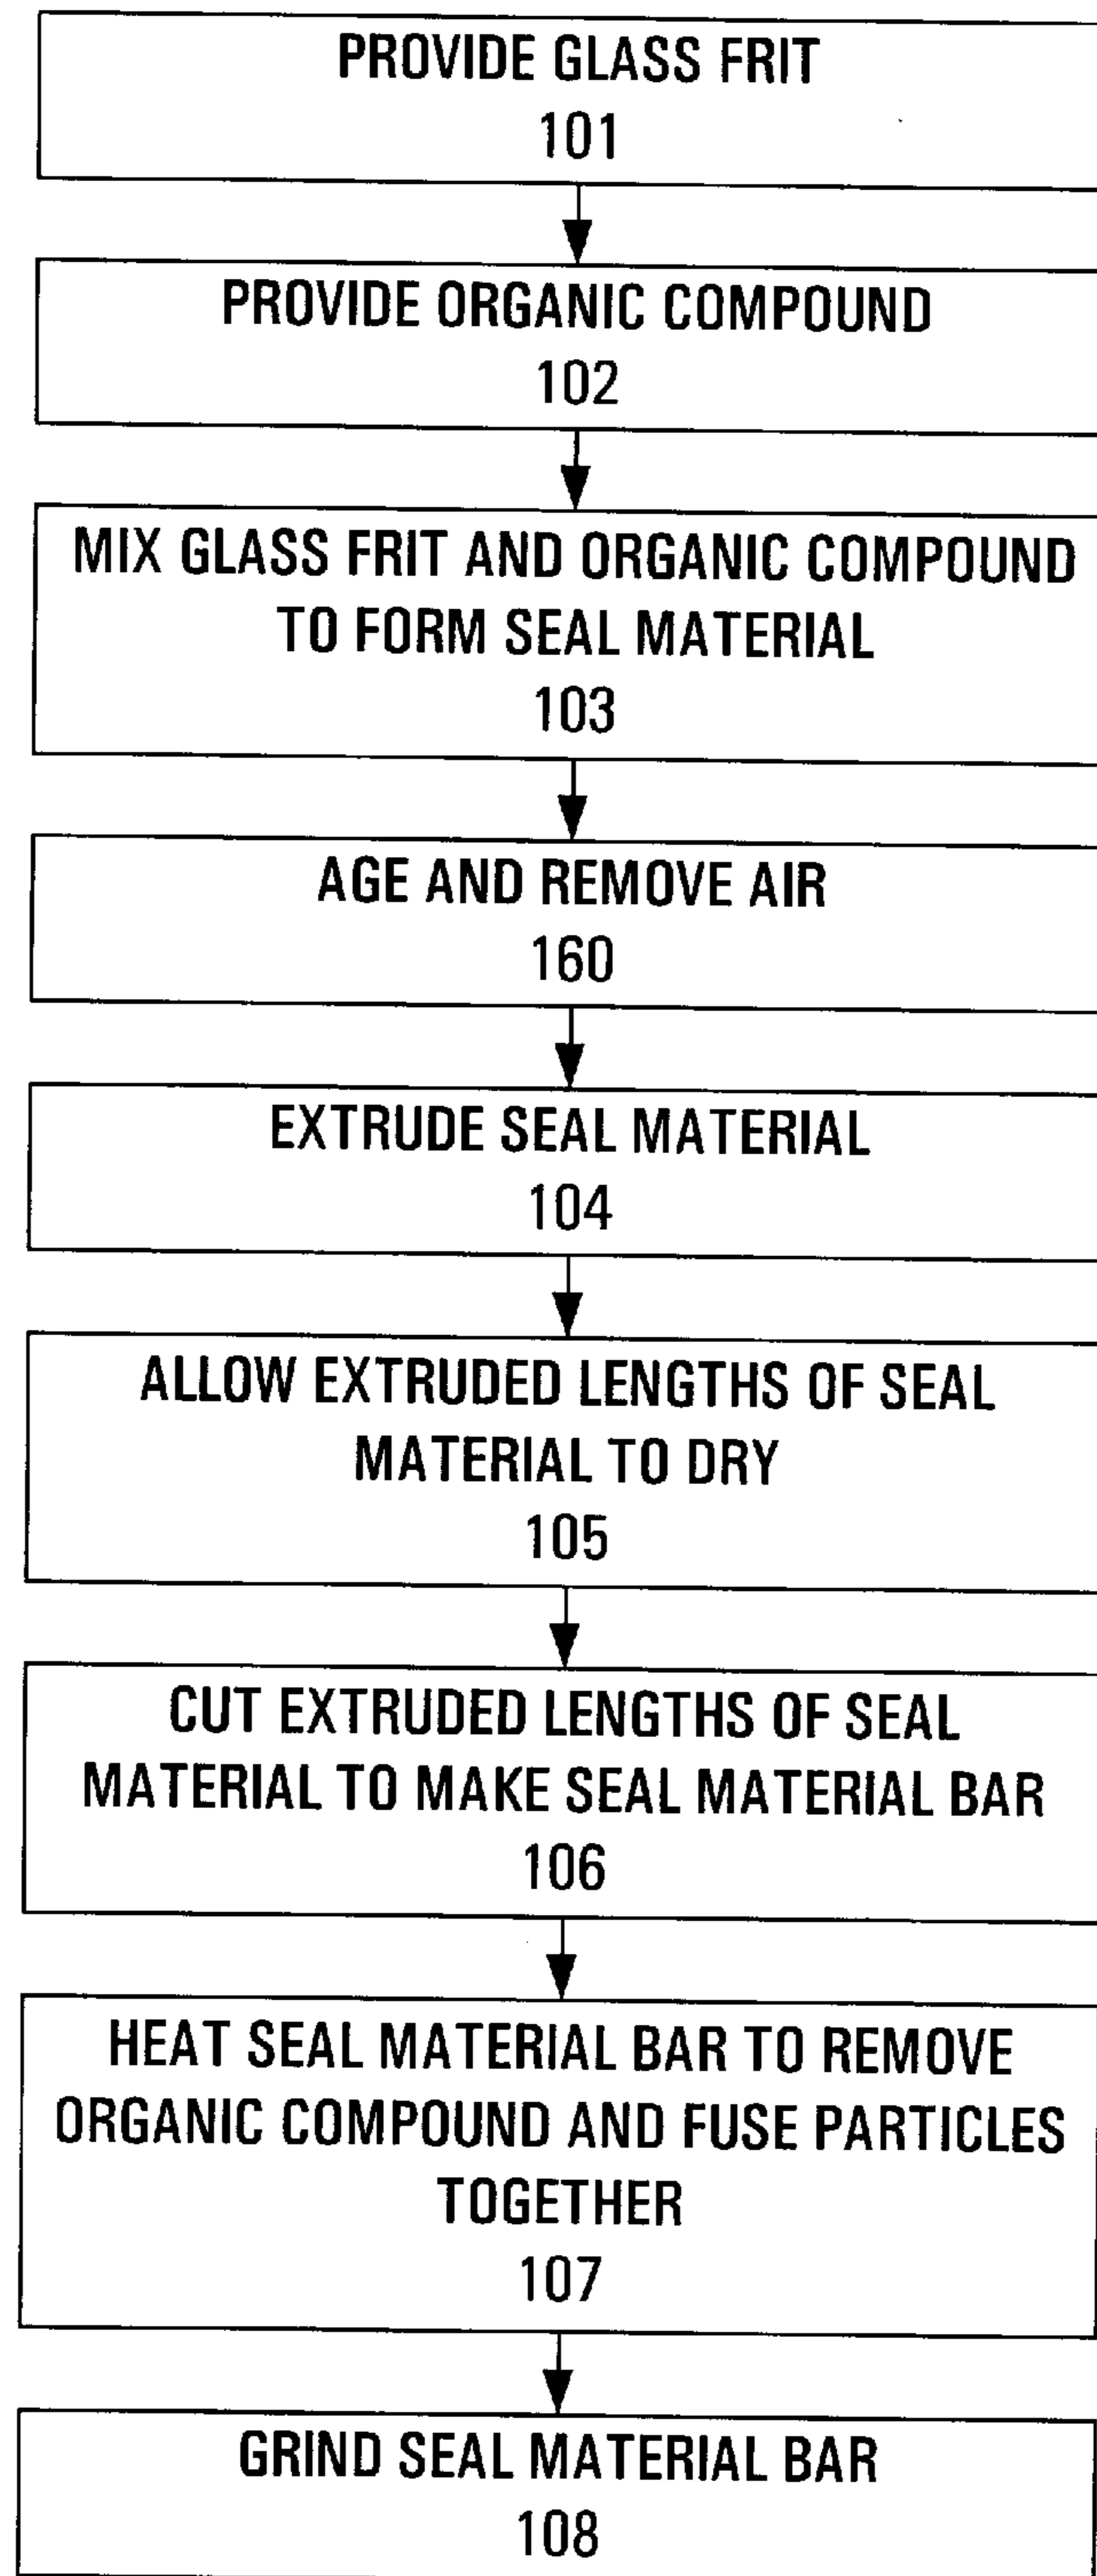 PROVIDE GLASS FRIT
101
PROVIDE ORGANIC COMPOUND
102
MIX GLASS FRIT AND ORGANIC COMPOUND
TO FORM SEAL MATERIAL
103
AGE AND REMOVE AIR
160
EXTRUDE SEAL MATERIAL
104
ALLOW EXTRUDED LENGTHS OF SEAL
MATERIAL TO DRY
105
CUT EXTRUDED LENGTHS OF SEAL
MATERIAL TO MAKE SEAL MATERIAL BAR
106
HEAT SEAL MATERIAL BAR TO REMOVE
ORGANIC COMPOUND AND FUSE PARTICLES
TOGETHER
107
GRIND SEAL MATERIAL BAR
108